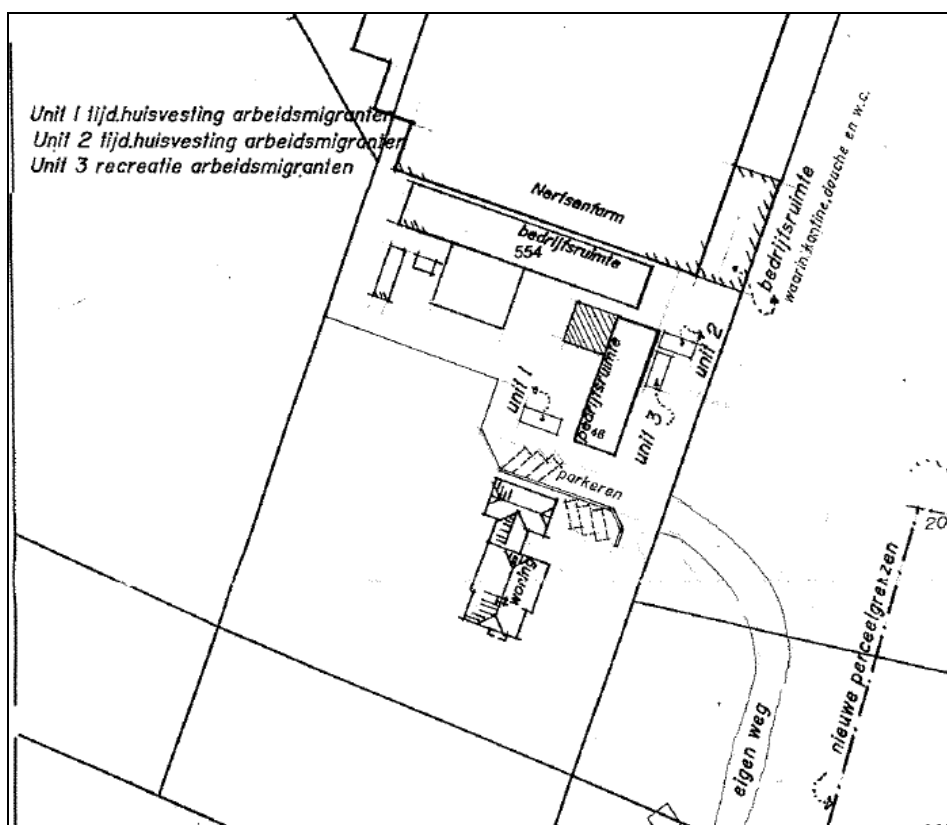 Unit 1 tijd.huisvesting arbeidsmigranten
Unit 2 tijd.huisvesting arbeidsmigranten
Unit 3 recreatie arbeidsmigranten
Nertsenfarm
bedrijfsruimte
554
bedrijfsruimte
waarin kantine,douche en w.c.
unit 2
unit 3
unit 1
bedrijfsruimte
48
parkeren
woning
20
nieuwe perceelgrenzen
eigen weg